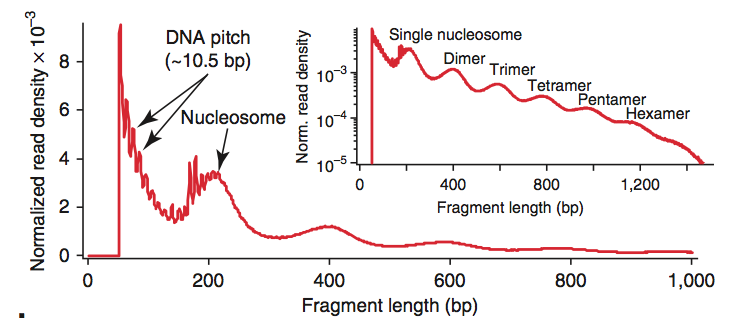 Normalized read density × 10⁻³
8
6
4
2
0
DNA pitch
(~10.5 bp)
Nucleosome
0
200
400
600
800
1,000
Fragment length (bp)
Norm. read density
10⁻³
10⁻⁴
10⁻⁵
Single nucleosome
Dimer
Trimer
Tetramer
Pentamer
Hexamer
0
400
800
1,200
Fragment length (bp)